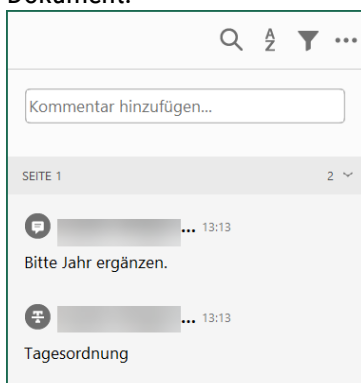 Dokument.
A
Z
...
Kommentar hinzufügen...
SEITE 1 2
... 13:13
Bitte Jahr ergänzen.
... 13:13
Tagesordnung